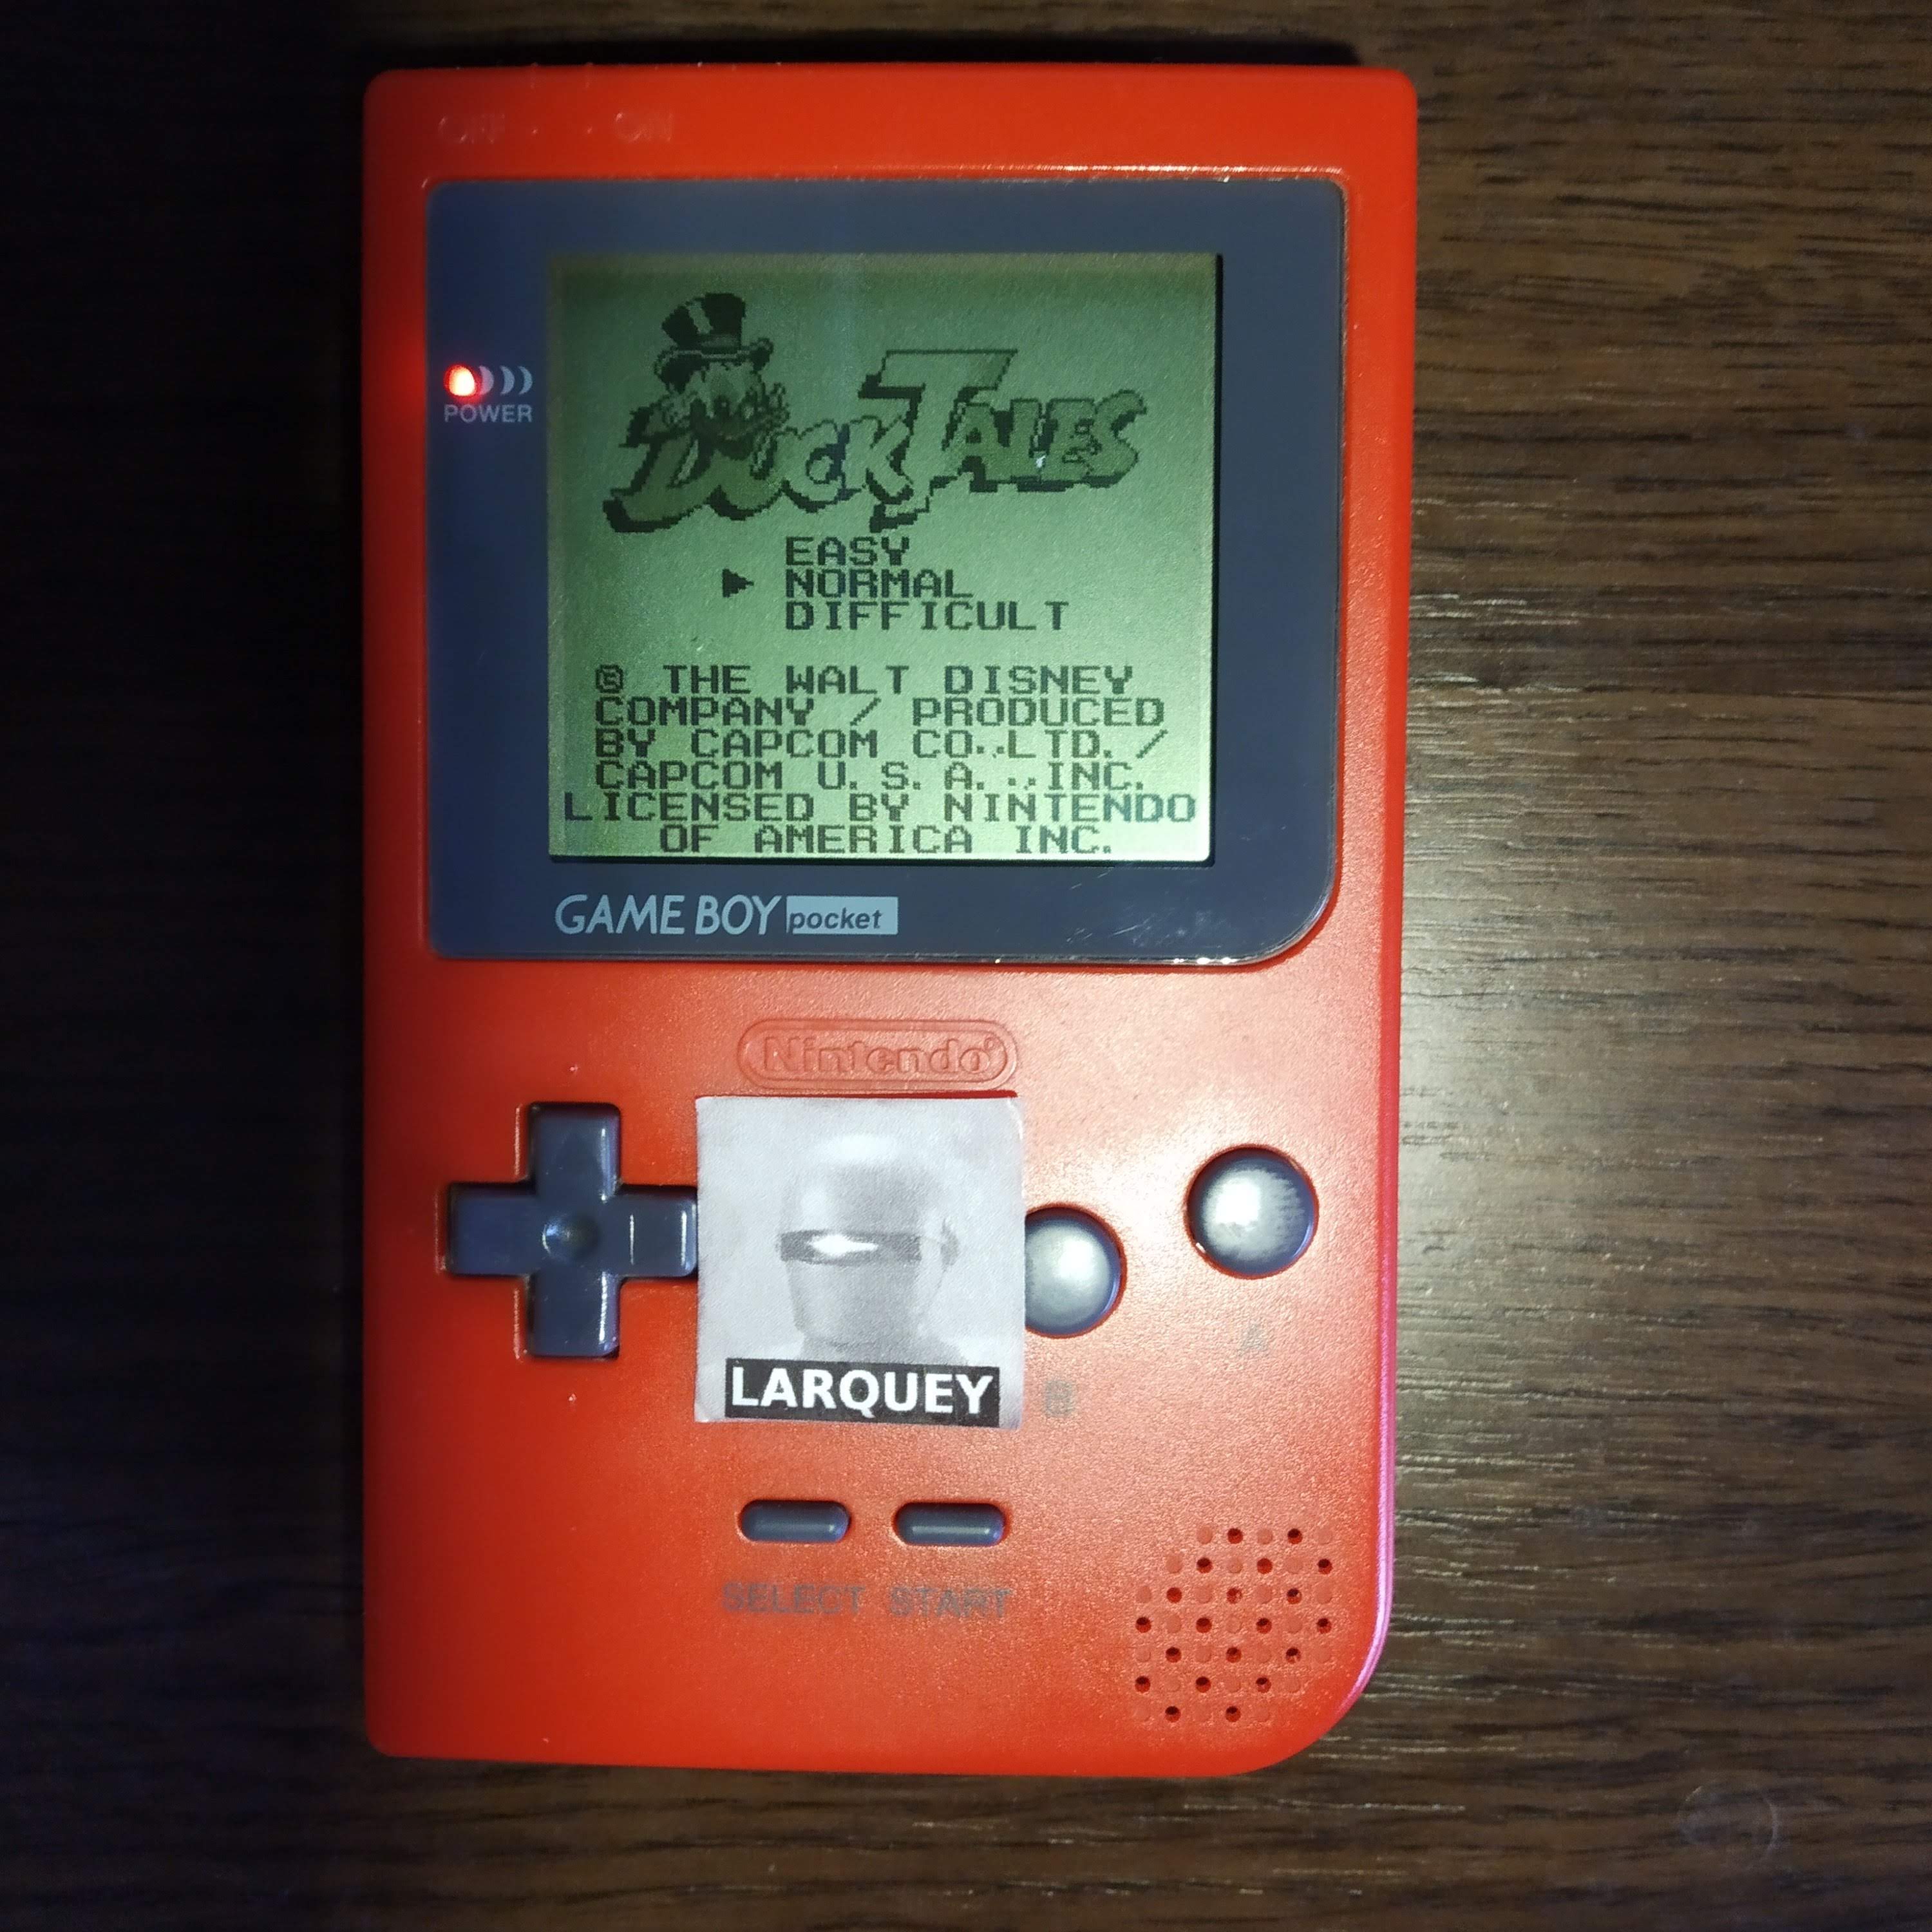 OFF · · ON
POWER
DUCKTALES
EASY
▶ NORMAL
DIFFICULT
© THE WALT DISNEY
COMPANY / PRODUCED
BY CAPCOM CO.,LTD. /
CAPCOM U.S.A.,INC.
LICENSED BY NINTENDO
OF AMERICA INC.
GAME BOY pocket
Nintendo®
A
B
LARQUEY
SELECT START